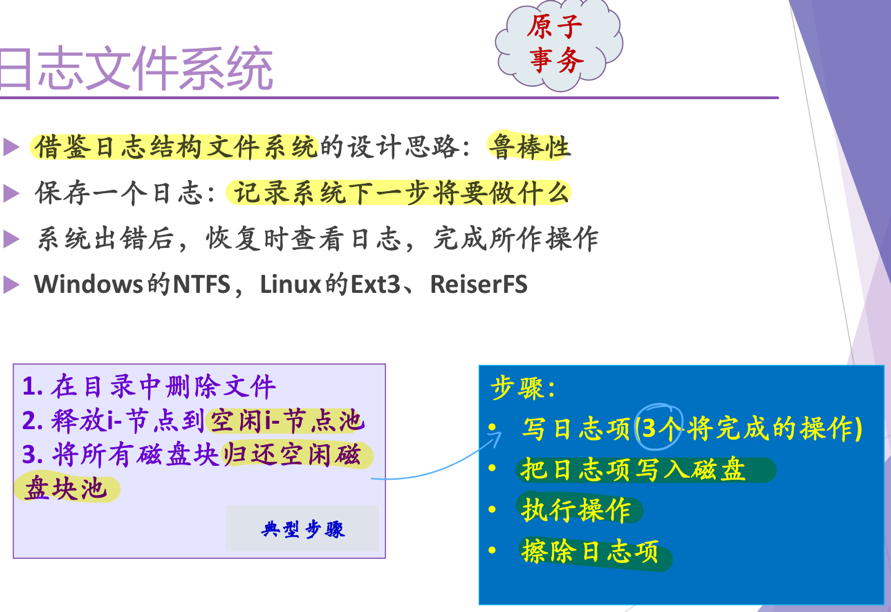 原子
事务
日志文件系统
借鉴日志结构文件系统的设计思路：鲁棒性
保存一个日志：记录系统下一步将要做什么
系统出错后，恢复时查看日志，完成所作操作
Windows的NTFS，Linux的Ext3、ReiserFS
1. 在目录中删除文件
2. 释放i-节点到空闲i-节点池
3. 将所有磁盘块归还空闲磁
盘块池
典型步骤
步骤：
• 写日志项(3个将完成的操作)
• 把日志项写入磁盘
• 执行操作
• 擦除日志项